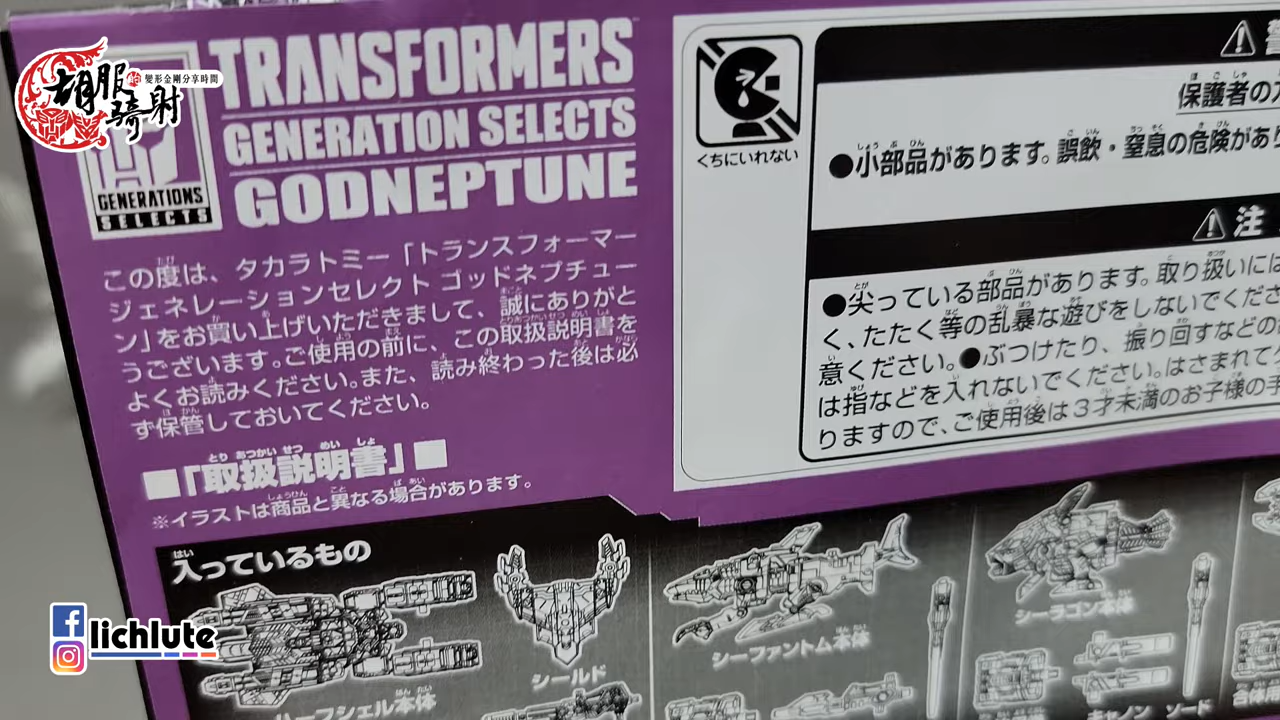 胡服騎射
拍
變形金剛分享時間
TRANSFORMERS
GENERATION SELECTS
GODNEPTUNE
GENERATIONS
SELECTS
この度は、タカラトミー「トランスフォーマー
ジェネレーションセレクト ゴッドネプチュー
ン」をお買い上げいただきまして、誠にありがと
うございます。ご使用の前に、この取扱説明書を
よくお読みください。また、読み終わった後は必
ず保管しておいてください。
■「取扱説明書」■
※イラストは商品と異なる場合があります。
くちにいれない
保護者の
●小部品があります。誤飲・窒息の危険があ
注
●尖っている部品があります。取り扱いには
く、たたく等の乱暴な遊びをしないでくださ
意ください。●ぶつけたり、振り回すなどの
は指などを入れないでください。はさまれて
りますので、ご使用後は3才未満のお子様の手
入っているもの
ハーフシェル本体
シールド
シーファントム本体
シーラゴン本体
キャノン
ソード
合体用
lichlute